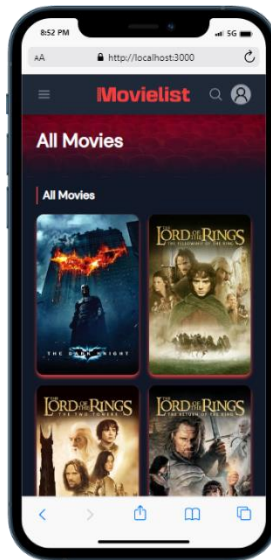 8:52 PM 5G
AA http://localhost:3000
Movielist
All Movies
All Movies
THE DARK KNIGHT
THE LORD OF THE RINGS
THE FELLOWSHIP OF THE RING
THE LORD OF THE RINGS
THE TWO TOWERS
THE LORD OF THE RINGS
THE RETURN OF THE KING